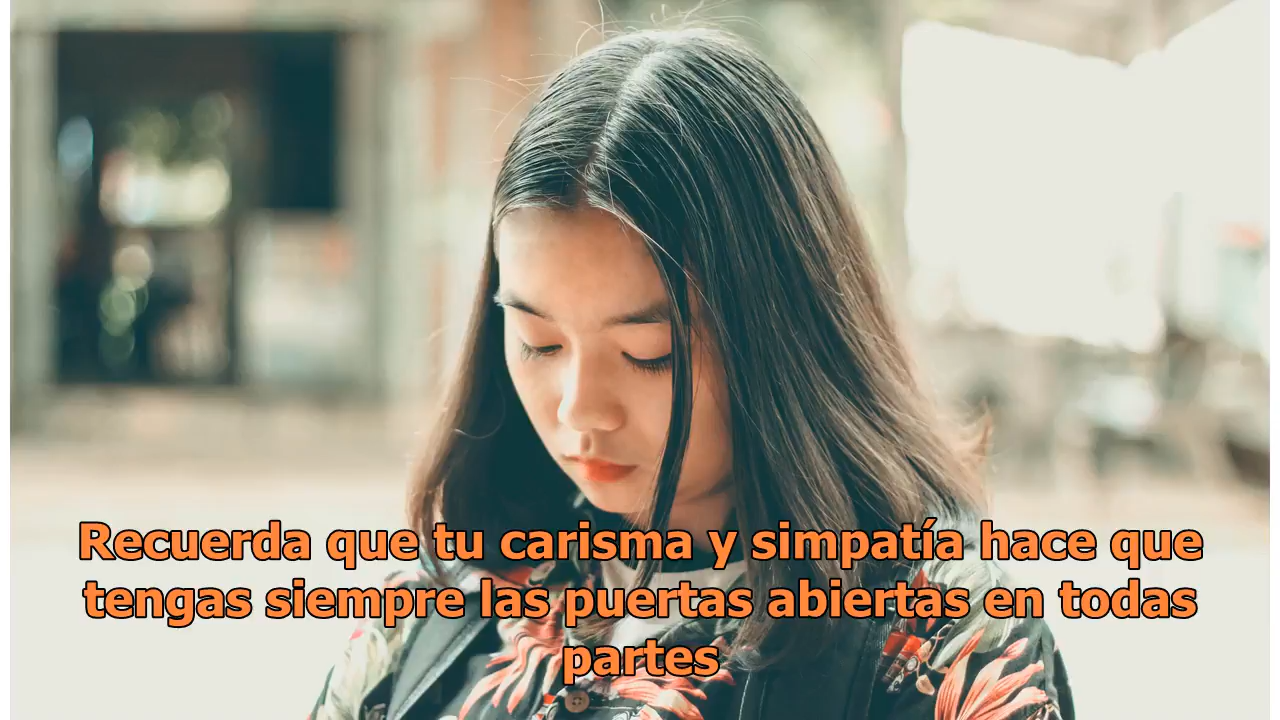 Recuerda que tu carisma y simpatía hace que
tengas siempre las puertas abiertas en todas
partes